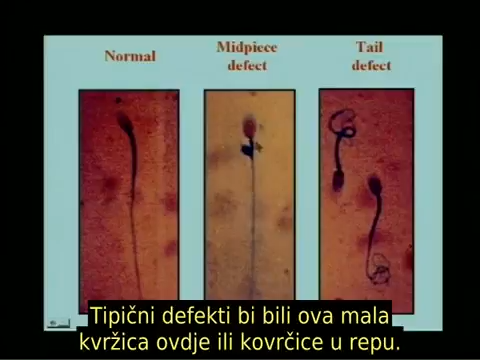 Normal
Midpiece
defect
Tail
defect
Tipični defekti bi bili ova mala
kvržica ovdje ili kovrčice u repu.